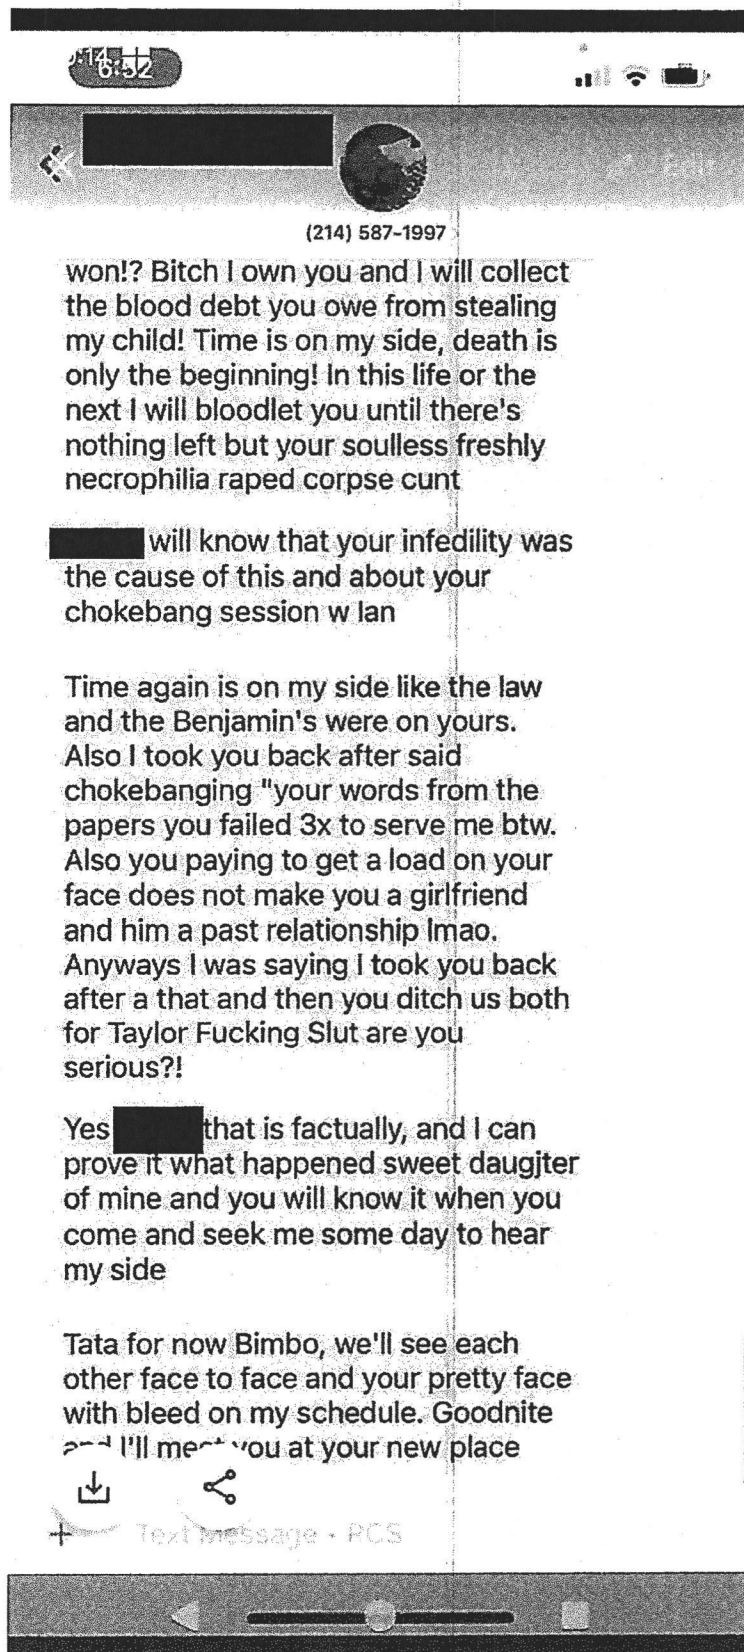 6:52
Edit
(214) 587-1997
won!? Bitch I own you and I will collect
the blood debt you owe from stealing
my child! Time is on my side, death is
only the beginning! In this life or the
next I will bloodlet you until there's
nothing left but your soulless freshly
necrophilia raped corpse cunt
will know that your infedility was
the cause of this and about your
chokebang session w Ian
Time again is on my side like the law
and the Benjamin's were on yours.
Also I took you back after said
chokebanging "your words from the
papers you failed 3x to serve me btw.
Also you paying to get a load on your
face does not make you a girlfriend
and him a past relationship lmao.
Anyways I was saying I took you back
after a that and then you ditch us both
for Taylor Fucking Slut are you
serious?!
Yes that is factually, and I can
prove it what happened sweet daugjter
of mine and you will know it when you
come and seek me some day to hear
my side
Tata for now Bimbo, we'll see each
other face to face and your pretty face
with bleed on my schedule. Goodnite
and I'll meet you at your new place
Text message • RCS